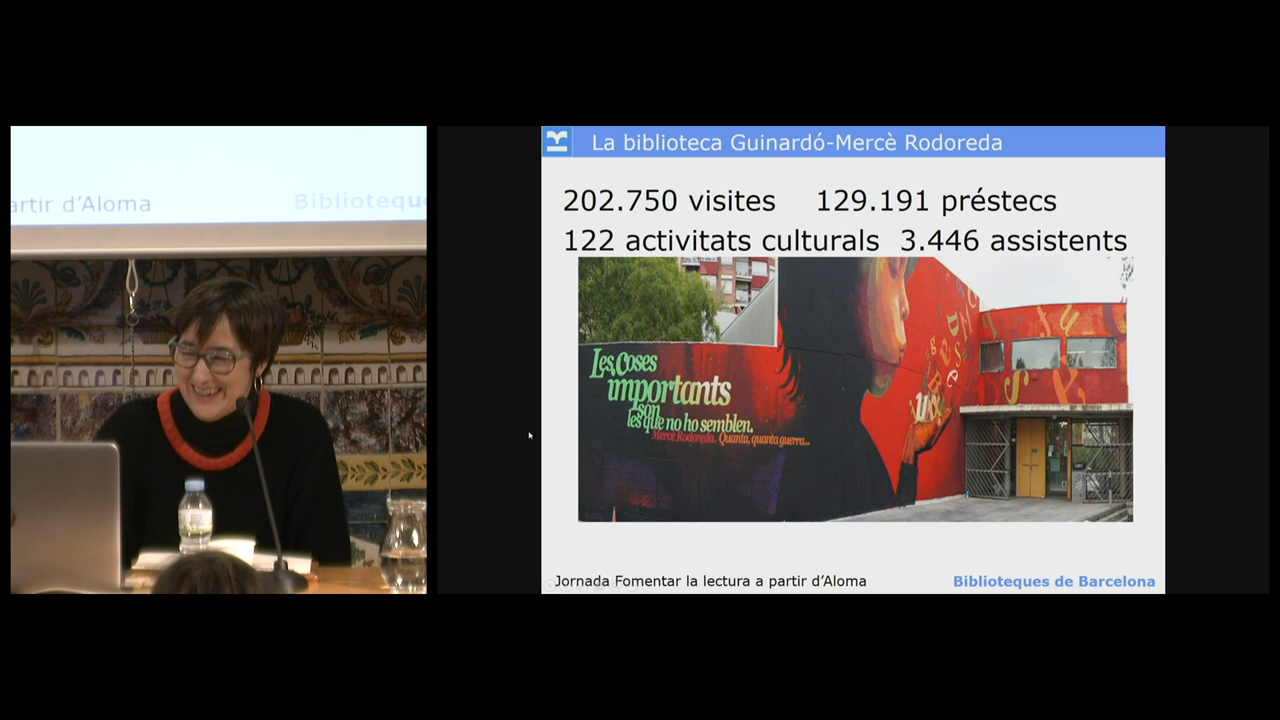 artir d'Aloma
Biblioteque
La biblioteca Guinardó-Mercè Rodoreda
202.750 visites 129.191 préstecs
122 activitats culturals 3.446 assistents
Les coses
importants
són
les que no ho semblen.
Mercè Rodoreda. Quanta, quanta guerra...
Jornada Fomentar la lectura a partir d'Aloma
Biblioteques de Barcelona